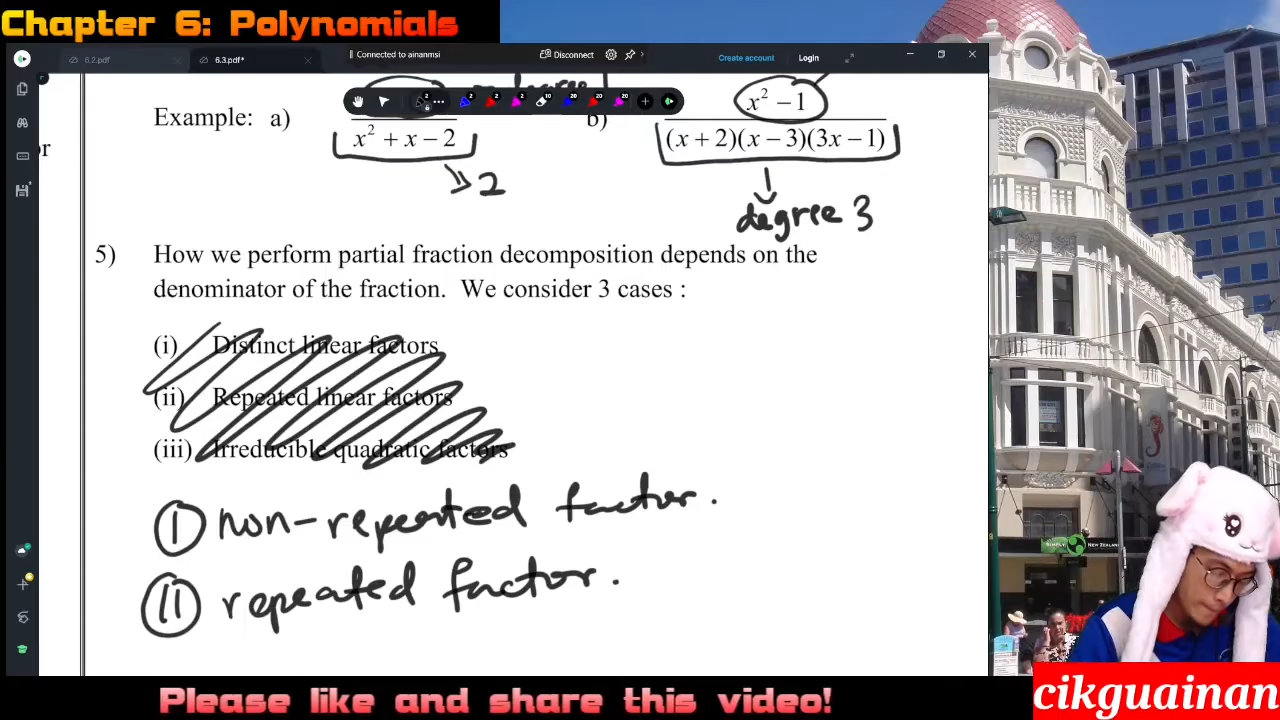 Chapter 6: Polynomials
6.2.pdf
6.3.pdf*
Connected to ainanmsi
Disconnect
Create account
Login
Example: a)
x² + x − 2
2
b)
x² − 1
(x + 2)(x − 3)(3x − 1)
degree 3
or
5) How we perform partial fraction decomposition depends on the
denominator of the fraction. We consider 3 cases :
(i) Distinct linear factors
(ii) Repeated linear factors
(iii) Irreducible quadratic factors
I non-repeated factor.
II repeated factor.
NEW ZEALAND
Please like and share this video!
cikguainan